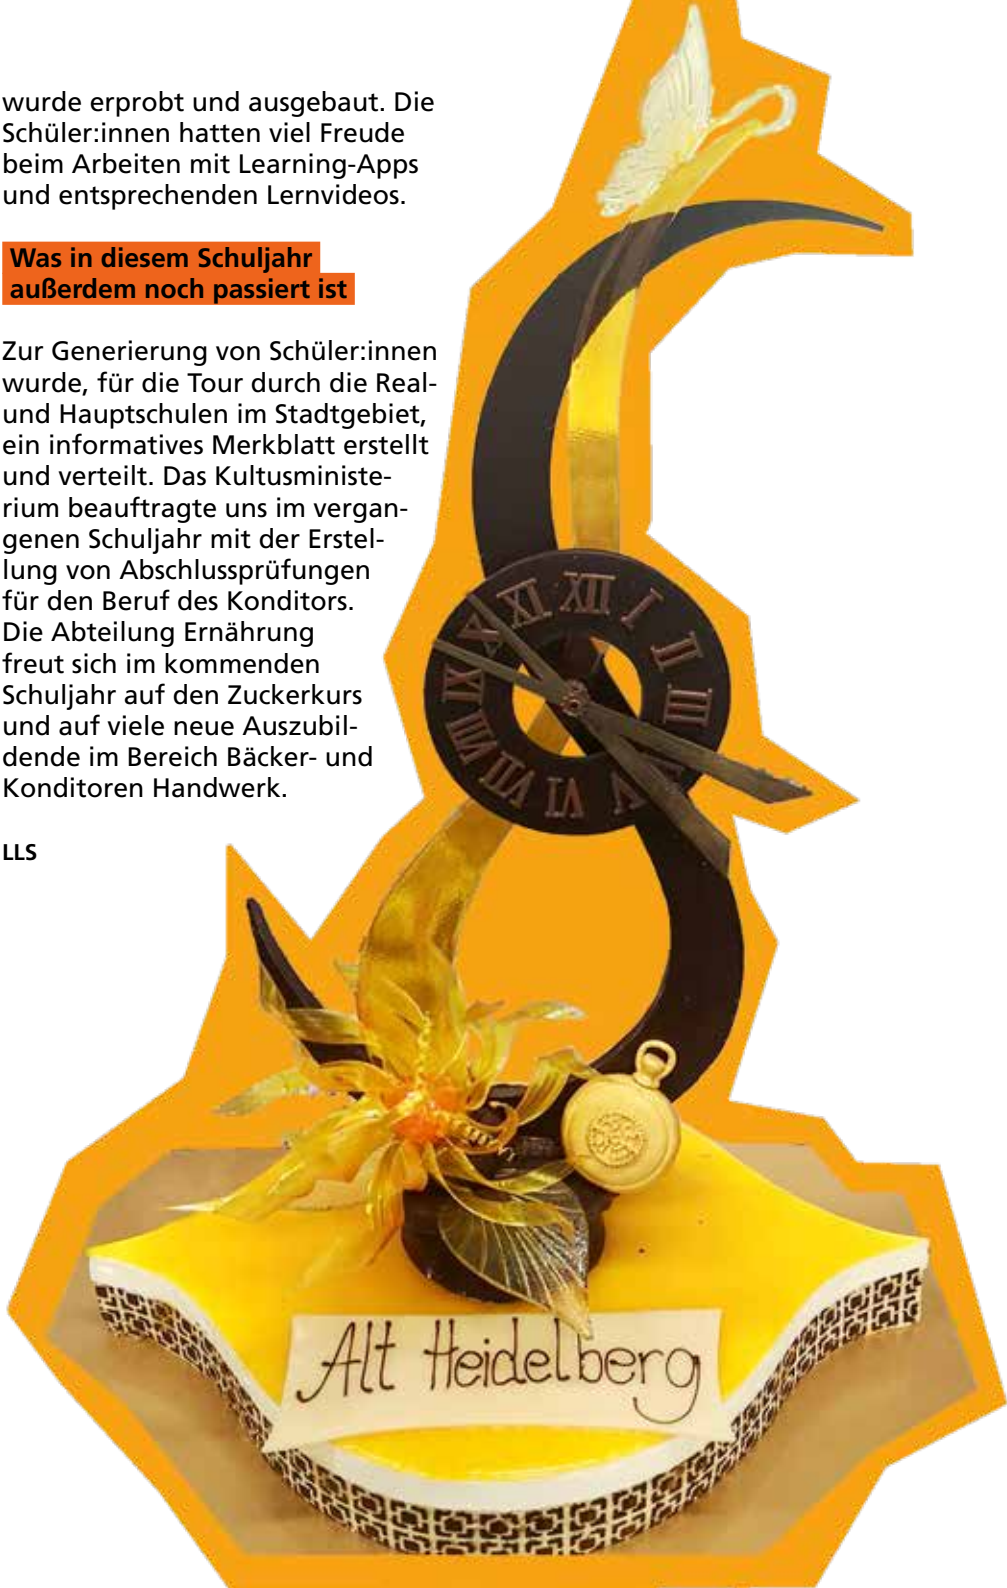 wurde erprobt und ausgebaut. Die
Schüler:innen hatten viel Freude
beim Arbeiten mit Learning-Apps
und entsprechenden Lernvideos.
Was in diesem Schuljahr
außerdem noch passiert ist
Zur Generierung von Schüler:innen
wurde, für die Tour durch die Real-
und Hauptschulen im Stadtgebiet,
ein informatives Merkblatt erstellt
und verteilt. Das Kultusministe-
rium beauftragte uns im vergan-
genen Schuljahr mit der Erstel-
lung von Abschlussprüfungen
für den Beruf des Konditors.
Die Abteilung Ernährung
freut sich im kommenden
Schuljahr auf den Zuckerkurs
und auf viele neue Auszubil-
dende im Bereich Bäcker- und
Konditoren Handwerk.
LLS
XII
I
II
III
V
VI
VII
VIII
XI
X
XI
Alt Heidelberg